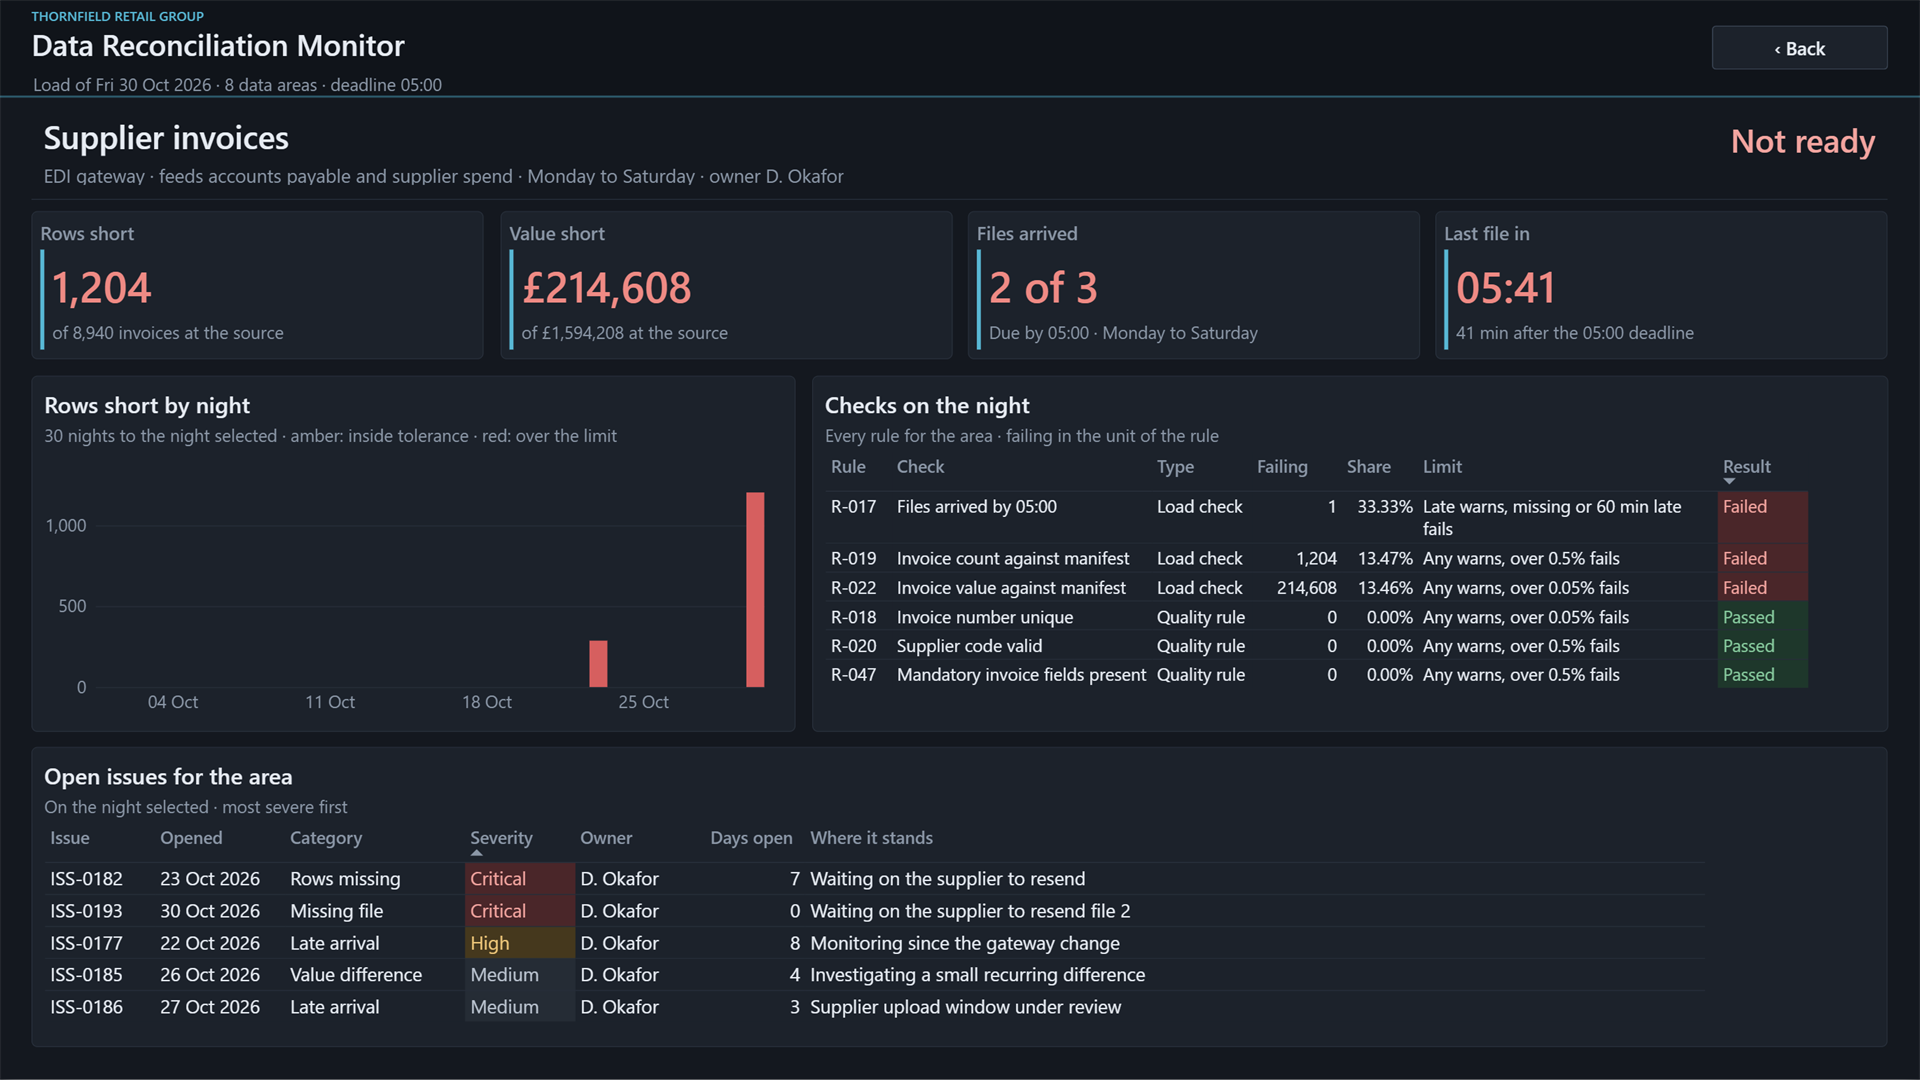 THORNFIELD RETAIL GROUP
Data Reconciliation Monitor
Load of Fri 30 Oct 2026 · 8 data areas · deadline 05:00
‹ Back
Supplier invoices
Not ready
EDI gateway · feeds accounts payable and supplier spend · Monday to Saturday · owner D. Okafor
Rows short
1,204
of 8,940 invoices at the source
Value short
£214,608
of £1,594,208 at the source
Files arrived
2 of 3
Due by 05:00 · Monday to Saturday
Last file in
05:41
41 min after the 05:00 deadline
Rows short by night
30 nights to the night selected · amber: inside tolerance · red: over the limit
1,000
500
0
04 Oct 11 Oct 18 Oct 25 Oct
Checks on the night
Every rule for the area · failing in the unit of the rule
Rule Check Type Failing Share Limit Result
R-017 Files arrived by 05:00 Load check 1 33.33% Late warns, missing or 60 min late Failed
fails
R-019 Invoice count against manifest Load check 1,204 13.47% Any warns, over 0.5% fails Failed
R-022 Invoice value against manifest Load check 214,608 13.46% Any warns, over 0.05% fails Failed
R-018 Invoice number unique Quality rule 0 0.00% Any warns, over 0.05% fails Passed
R-020 Supplier code valid Quality rule 0 0.00% Any warns, over 0.5% fails Passed
R-047 Mandatory invoice fields present Quality rule 0 0.00% Any warns, over 0.5% fails Passed
Open issues for the area
On the night selected · most severe first
Issue Opened Category Severity Owner Days open Where it stands
ISS-0182 23 Oct 2026 Rows missing Critical D. Okafor 7 Waiting on the supplier to resend
ISS-0193 30 Oct 2026 Missing file Critical D. Okafor 0 Waiting on the supplier to resend file 2
ISS-0177 22 Oct 2026 Late arrival High D. Okafor 8 Monitoring since the gateway change
ISS-0185 26 Oct 2026 Value difference Medium D. Okafor 4 Investigating a small recurring difference
ISS-0186 27 Oct 2026 Late arrival Medium D. Okafor 3 Supplier upload window under review